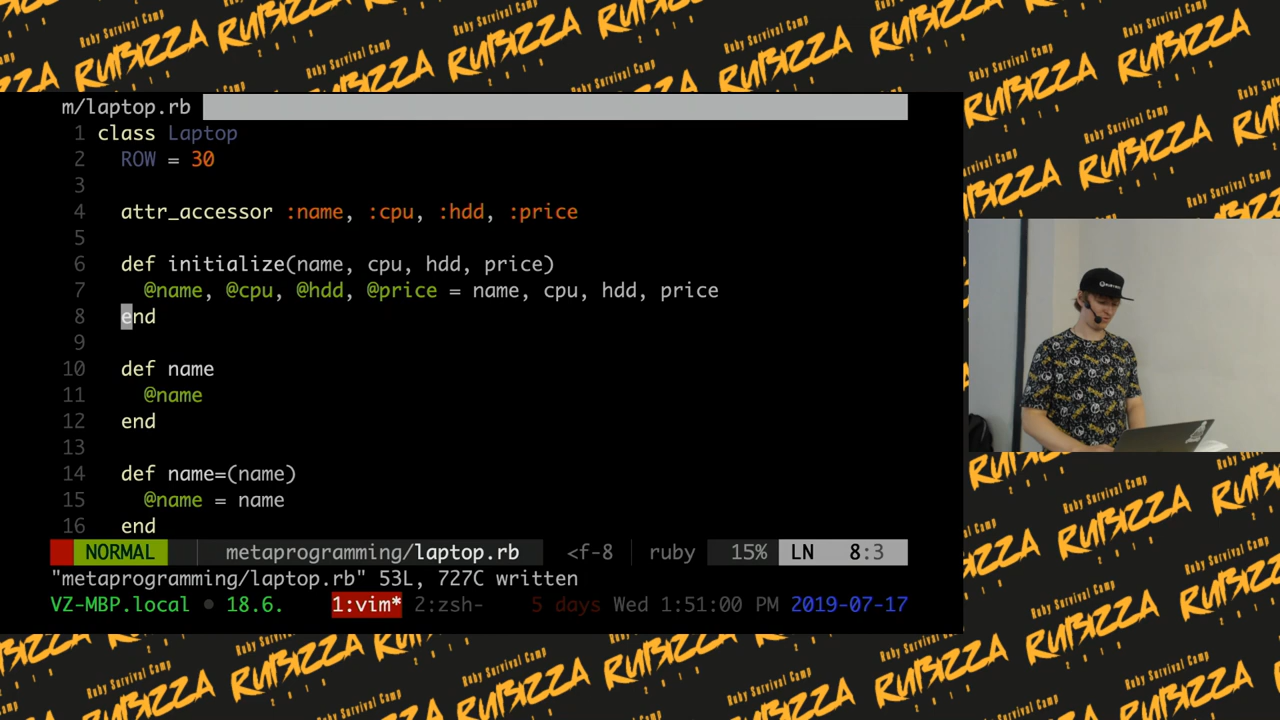 Ruby Survival Camp
RUBIZZA
2019
m/laptop.rb
1 class Laptop
2 ROW = 30
3
4 attr_accessor :name, :cpu, :hdd, :price
5
6 def initialize(name, cpu, hdd, price)
7 @name, @cpu, @hdd, @price = name, cpu, hdd, price
8 end
9
10 def name
11 @name
12 end
13
14 def name=(name)
15 @name = name
16 end
NORMAL metaprogramming/laptop.rb <f-8 ruby 15% LN 8:3
"metaprogramming/laptop.rb" 53L, 727C written
VZ-MBP.local • 18.6. 1:vim* 2:zsh- 5 days Wed 1:51:00 PM 2019-07-17